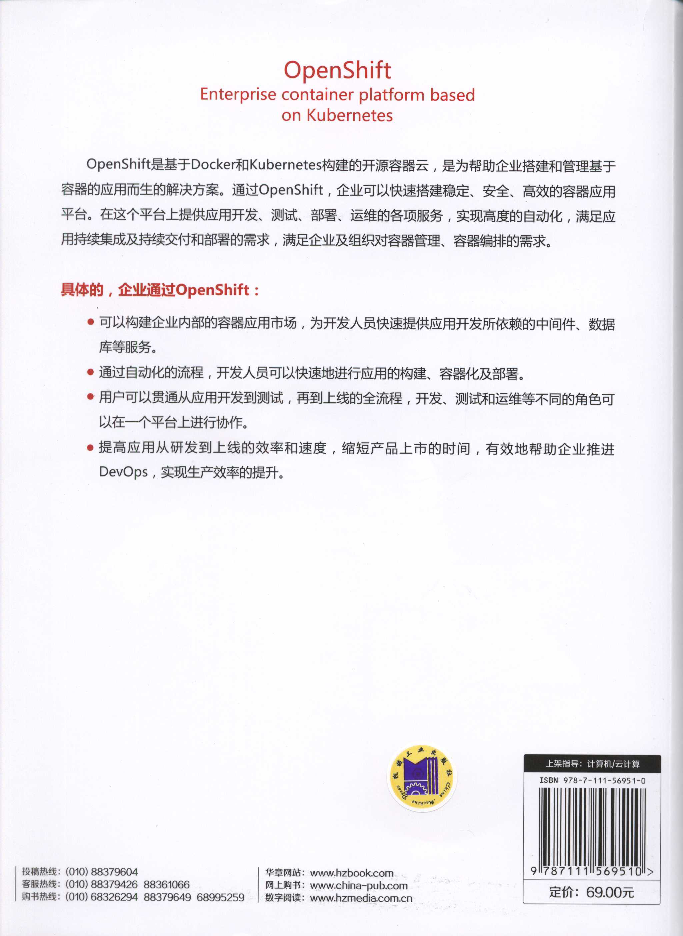 OpenShift
Enterprise container platform based
on Kubernetes
OpenShift是基于Docker和Kubernetes构建的开源容器云，是为帮助企业搭建和管理基于
容器的应用而生的解决方案。通过OpenShift，企业可以快速搭建稳定、安全、高效的容器应用
平台。在这个平台上提供应用开发、测试、部署、运维的各项服务，实现高度的自动化，满足应
用持续集成及持续交付和部署的需求，满足企业及组织对容器管理、容器编排的需求。
具体的，企业通过OpenShift：
● 可以构建企业内部的容器应用市场，为开发人员快速提供应用开发所依赖的中间件、数据
库等服务。
● 通过自动化的流程，开发人员可以快速地进行应用的构建、容器化及部署。
● 用户可以贯通从应用开发到测试，再到上线的全流程，开发、测试和运维等不同的角色可
以在一个平台上进行协作。
● 提高应用从研发到上线的效率和速度，缩短产品上市的时间，有效地帮助企业推进
DevOps，实现生产效率的提升。
机械工业出版社
China Machine Press
上架指导：计算机/云计算
ISBN 978-7-111-56951-0
9 787111 569510 >
定价：69.00元
投稿热线：(010) 88379604
客服热线：(010) 88379426 88361066
购书热线：(010) 68326294 88379649 68995259
华章网站：www.hzbook.com
网上购书：www.china-pub.com
数字阅读：www.hzmedia.com.cn